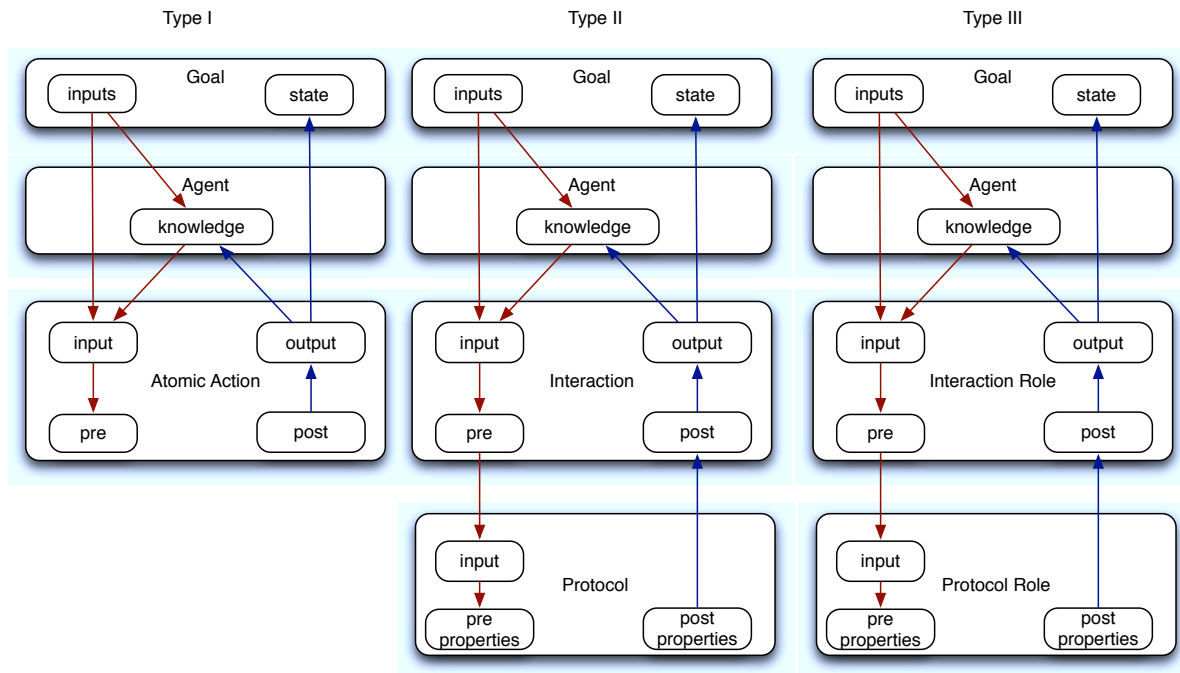 Type I
Type II
Type III
Goal
inputs
state
Goal
inputs
state
Goal
inputs
state
Agent
knowledge
Agent
knowledge
Agent
knowledge
input
output
Atomic Action
pre
post
input
output
Interaction
pre
post
input
output
Interaction Role
pre
post
input
Protocol
pre
properties
post
properties
input
Protocol Role
pre
properties
post
properties